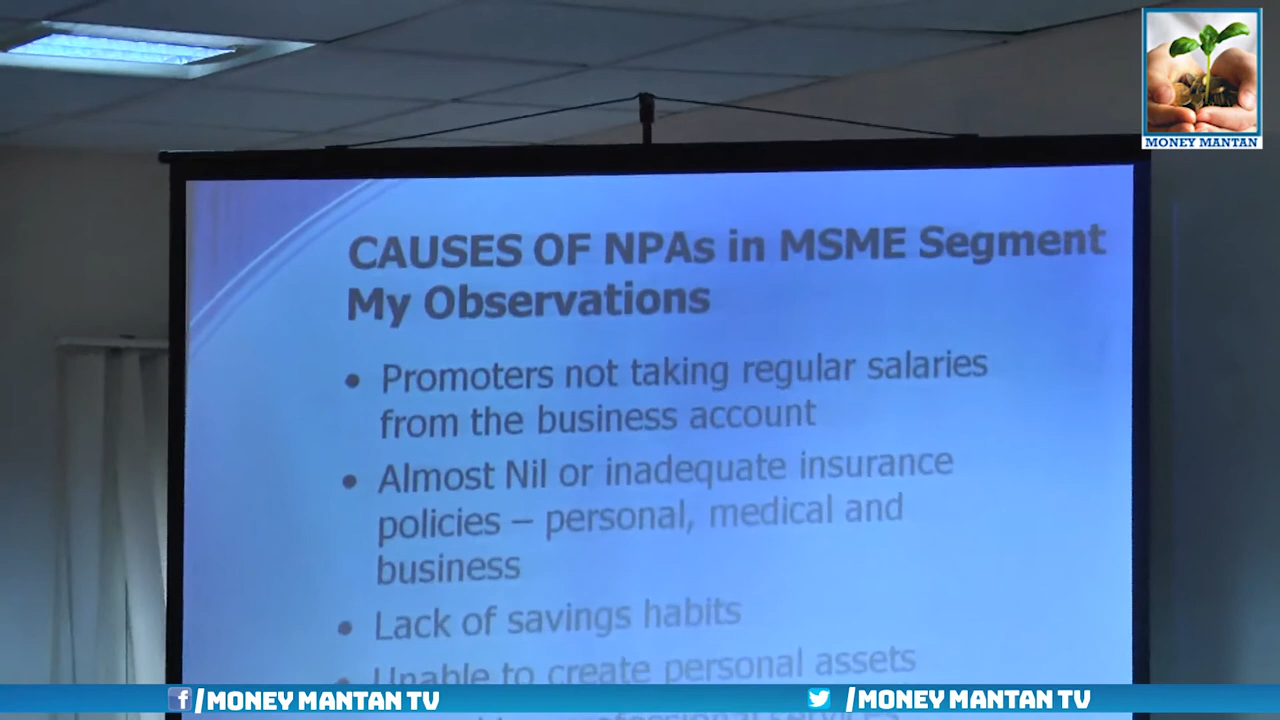 MONEY MANTAN
CAUSES OF NPAs in MSME Segment
My Observations
• Promoters not taking regular salaries
from the business account
• Almost Nil or inadequate insurance
policies – personal, medical and
business
• Lack of savings habits
• Unable to create personal assets
professional services
f /MONEY MANTAN TV
/MONEY MANTAN TV